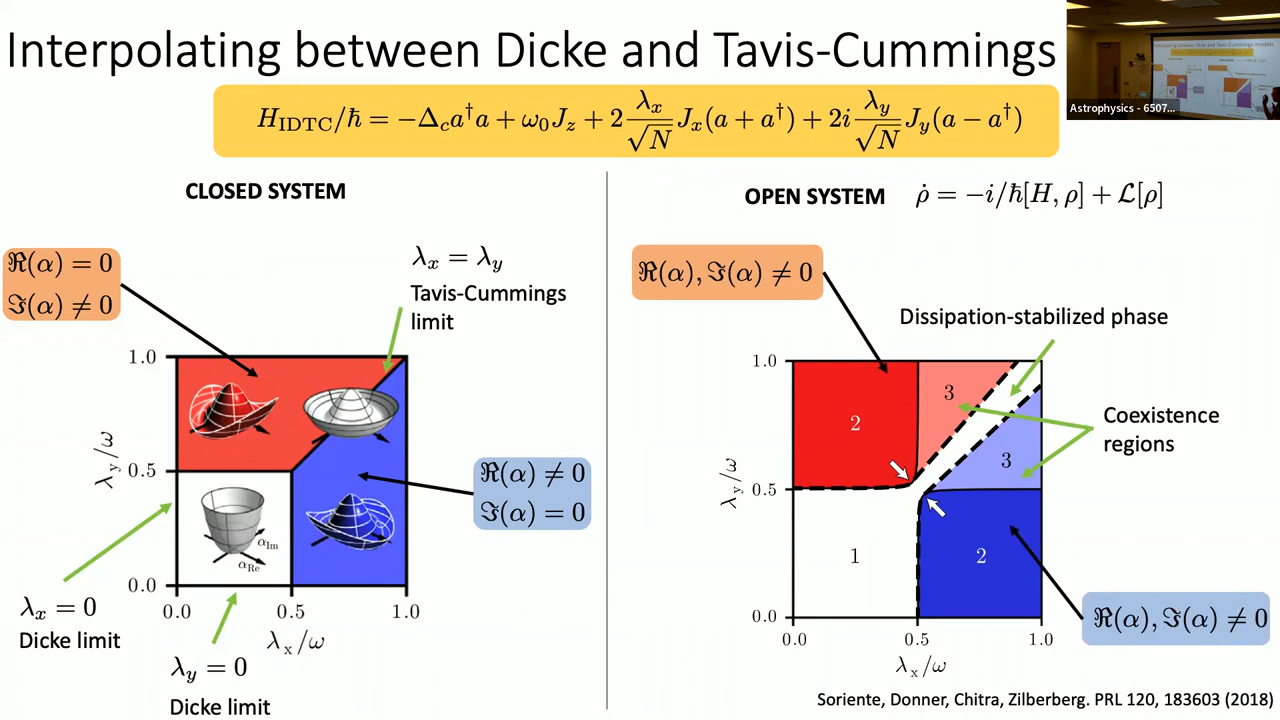 Interpolating between Dicke and Tavis-Cummings
H_IDTC/ħ = −Δ_c a†a + ω₀J_z + 2 λ_x/√N J_x(a + a†) + 2i λ_y/√N J_y(a − a†)
Astrophysics - 6507...
CLOSED SYSTEM
ℜ(α) = 0
ℑ(α) ≠ 0
λ_x = λ_y
Tavis-Cummings
limit
1.0
0.5
0.0
λ_y/ω
α_Im
α_Re
0.0
0.5
1.0
λ_x/ω
ℜ(α) ≠ 0
ℑ(α) = 0
λ_x = 0
Dicke limit
λ_y = 0
Dicke limit
OPEN SYSTEM ρ̇ = −i/ħ[H, ρ] + ℒ[ρ]
ℜ(α), ℑ(α) ≠ 0
Dissipation-stabilized phase
Coexistence
regions
1.0
0.5
0.0
λ_y/ω
2
3
3
1
2
0.0
0.5
1.0
λ_x/ω
ℜ(α), ℑ(α) ≠ 0
Soriente, Donner, Chitra, Zilberberg. PRL 120, 183603 (2018)